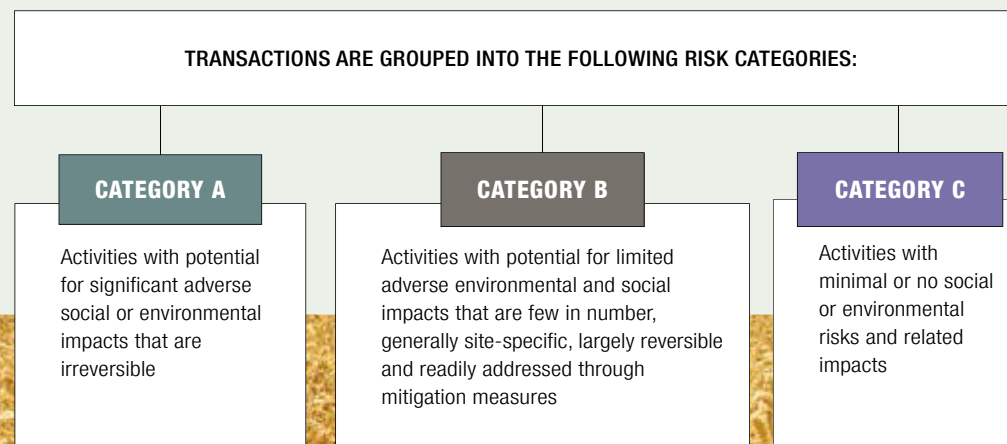 TRANSACTIONS ARE GROUPED INTO THE FOLLOWING RISK CATEGORIES:
CATEGORY A
Activities with potential
for significant adverse
social or environmental
impacts that are
irreversible
CATEGORY B
Activities with potential for limited
adverse environmental and social
impacts that are few in number,
generally site-specific, largely reversible
and readily addressed through
mitigation measures
CATEGORY C
Activities with
minimal or no social
or environmental
risks and related
impacts